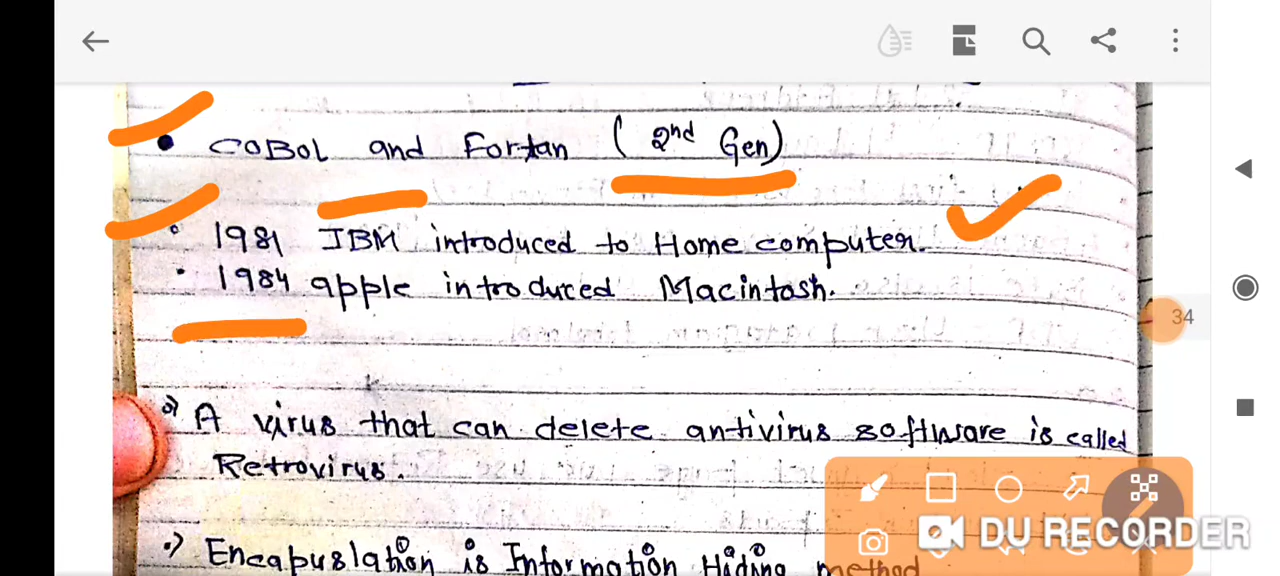 COBOL and Fortan (2nd Gen)
1981 IBM introduced to Home computer.
1984 apple introduced Macintosh.
34
A virus that can delete antivirus software is called
Retrovirus.
DU RECORDER
Encapuslation is Information Hiding method